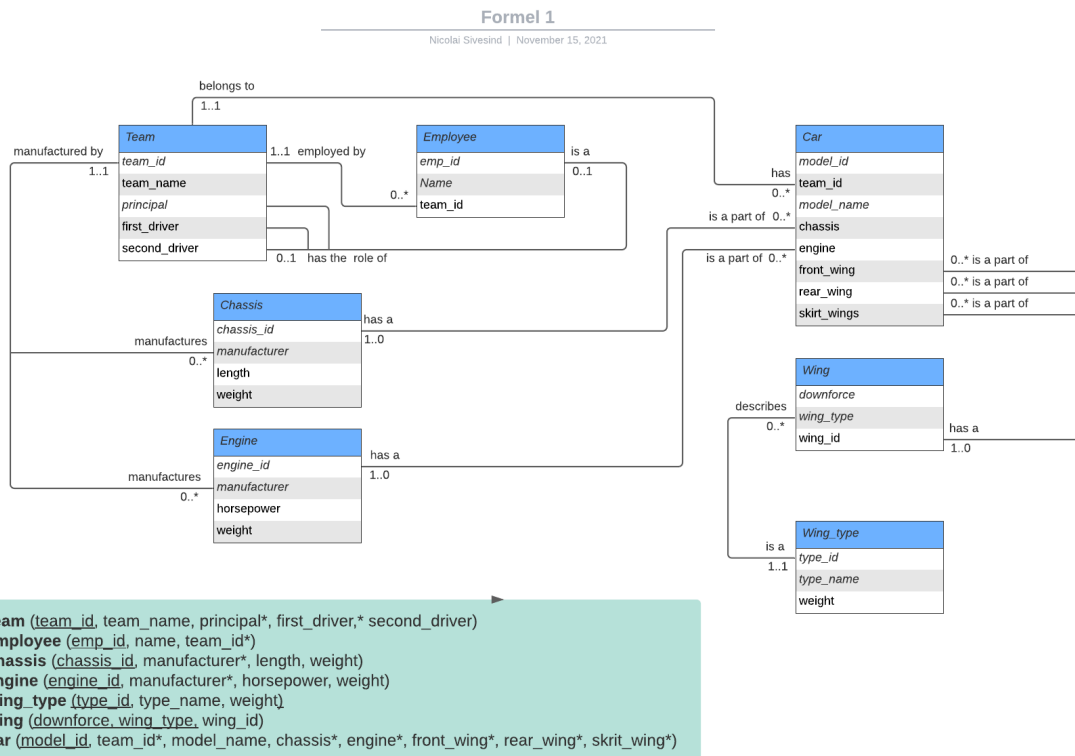 Formel 1
Nicolai Sivesind | November 15, 2021
belongs to
1..1
Team
team_id
team_name
principal
first_driver
second_driver
manufactured by
1..1
1..1 employed by
0..*
Employee
emp_id
Name
team_id
is a
0..1
0..1 has the role of
Car
model_id
team_id
model_name
chassis
engine
front_wing
rear_wing
skirt_wings
has
0..*
is a part of 0..*
is a part of 0..*
0..* is a part of
0..* is a part of
0..* is a part of
Chassis
chassis_id
manufacturer
length
weight
has a
1..0
manufactures
0..*
Engine
engine_id
manufacturer
horsepower
weight
has a
1..0
manufactures
0..*
Wing
downforce
wing_type
wing_id
describes
0..*
has a
1..0
Wing_type
type_id
type_name
weight
is a
1..1
eam (team_id, team_name, principal*, first_driver,* second_driver)
mployee (emp_id, name, team_id*)
hassis (chassis_id, manufacturer*, length, weight)
ngine (engine_id, manufacturer*, horsepower, weight)
ing_type (type_id, type_name, weight)
ing (downforce, wing_type, wing_id)
ar (model_id, team_id*, model_name, chassis*, engine*, front_wing*, rear_wing*, skrit_wing*)